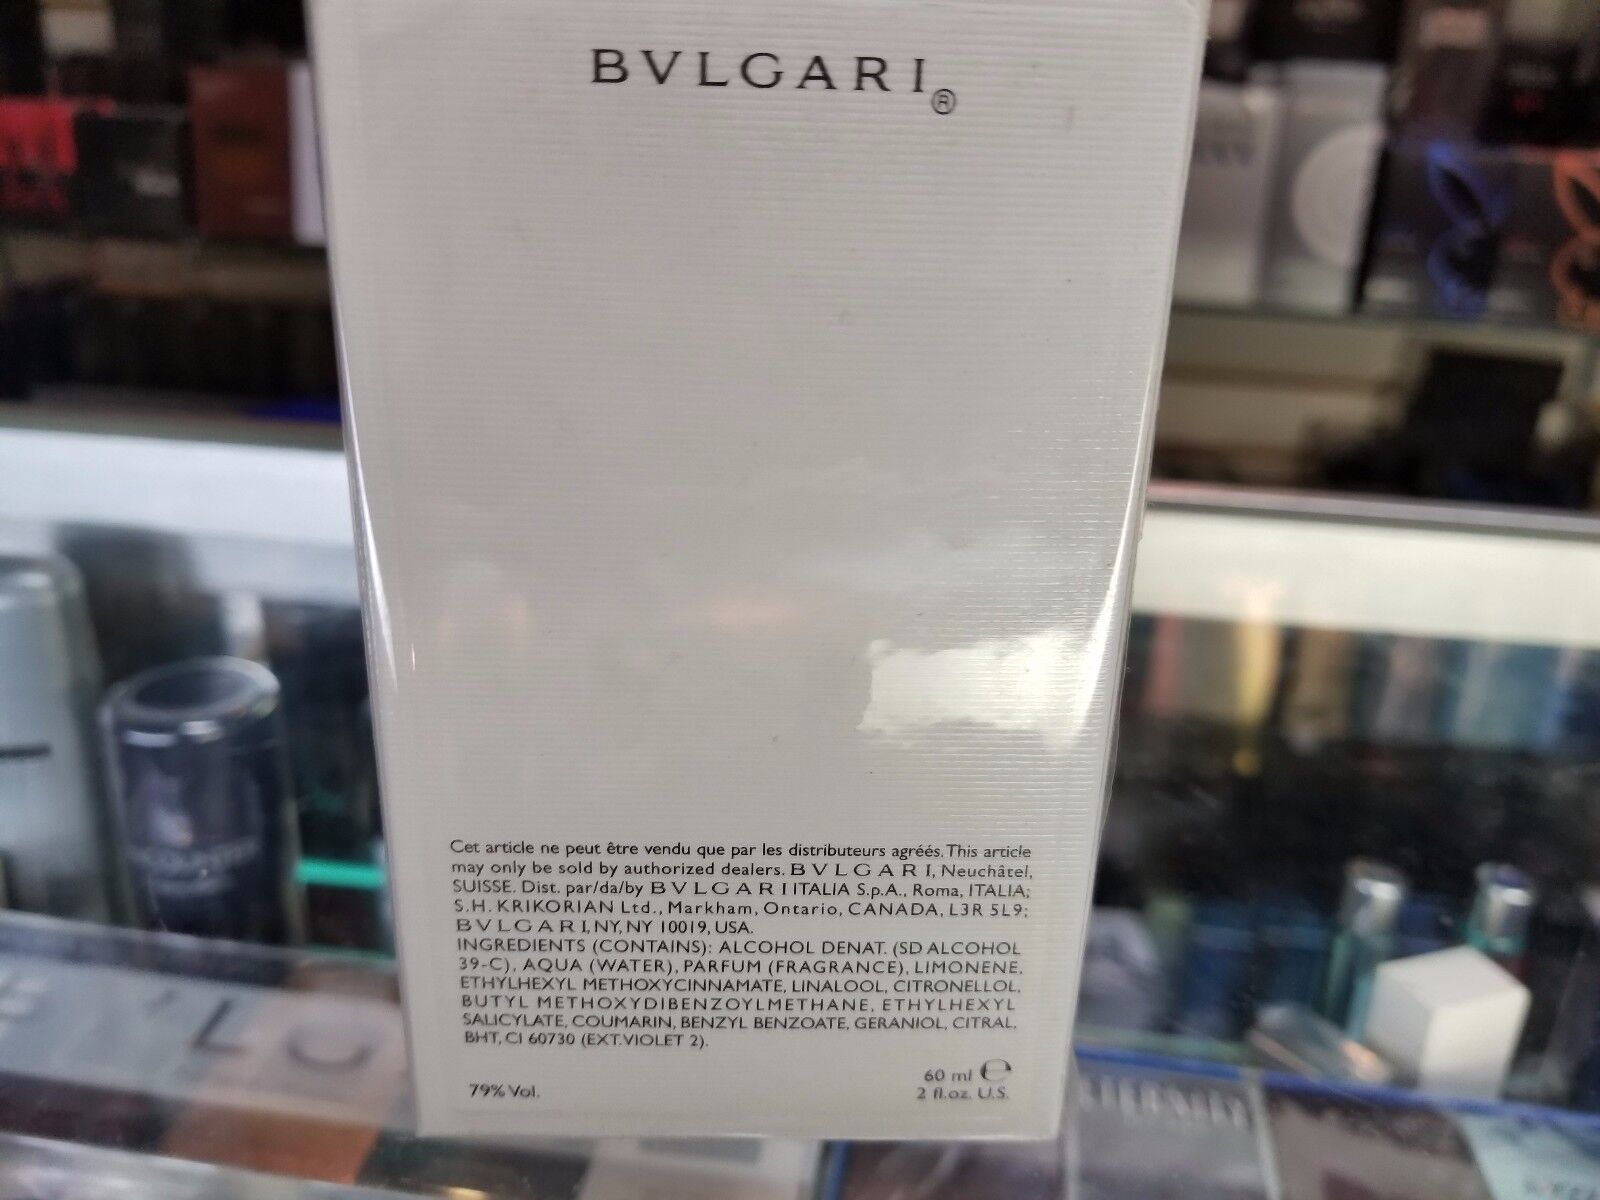 BVLGARI®
Cet article ne peut être vendu que par les distributeurs agréés. This article
may only be sold by authorized dealers. BVLGARI, Neuchâtel,
SUISSE. Dist. par/da/by BVLGARI ITALIA S.p.A., Roma, ITALIA;
S.H. KRIKORIAN Ltd., Markham, Ontario, CANADA, L3R 5L9;
BVLGARI, NY, NY 10019, USA.
INGREDIENTS (CONTAINS): ALCOHOL DENAT. (SD ALCOHOL
39-C), AQUA (WATER), PARFUM (FRAGRANCE), LIMONENE,
ETHYLHEXYL METHOXYCINNAMATE, LINALOOL, CITRONELLOL,
BUTYL METHOXYDIBENZOYLMETHANE, ETHYLHEXYL
SALICYLATE, COUMARIN, BENZYL BENZOATE, GERANIOL, CITRAL,
BHT, CI 60730 (EXT. VIOLET 2).
60 ml ℮
79% Vol.
2 fl.oz. U.S.